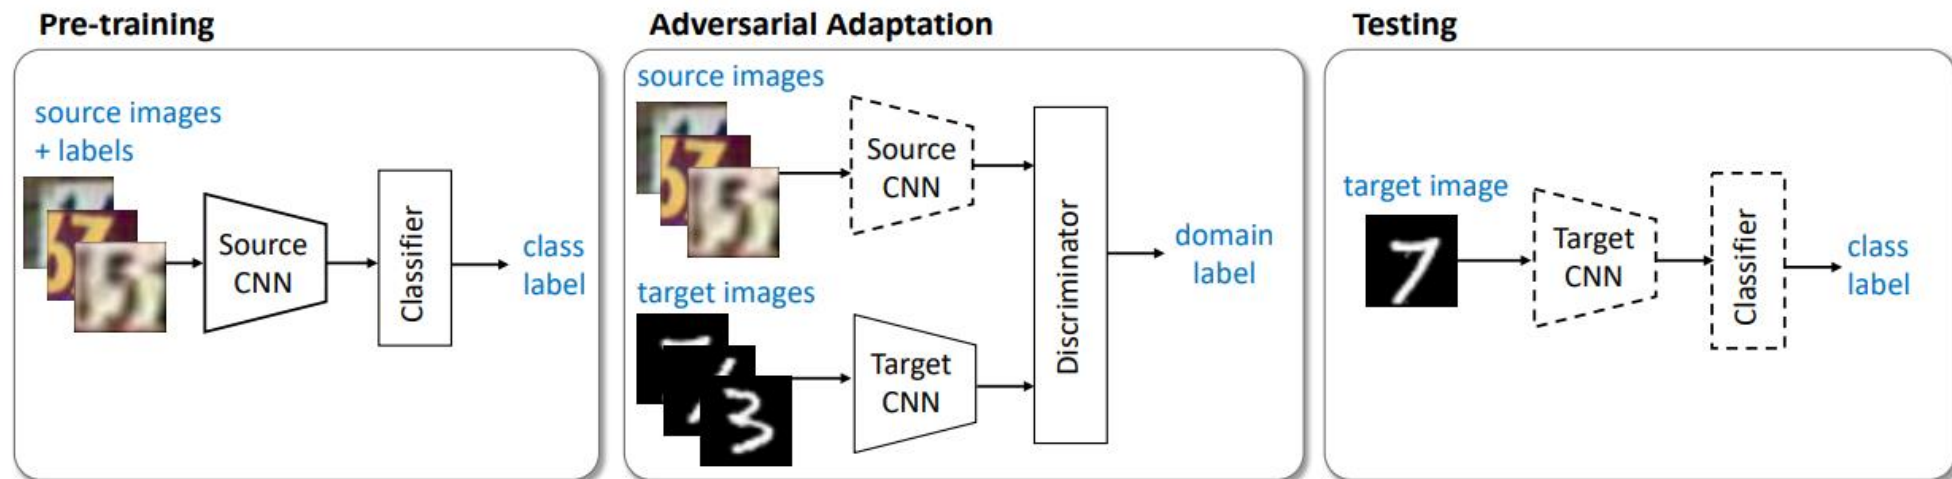 Pre-training
source images
+ labels
Source
CNN
Classifier
class
label
Adversarial Adaptation
source images
Source
CNN
target images
Target
CNN
Discriminator
domain
label
Testing
target image
7
Target
CNN
Classifier
class
label